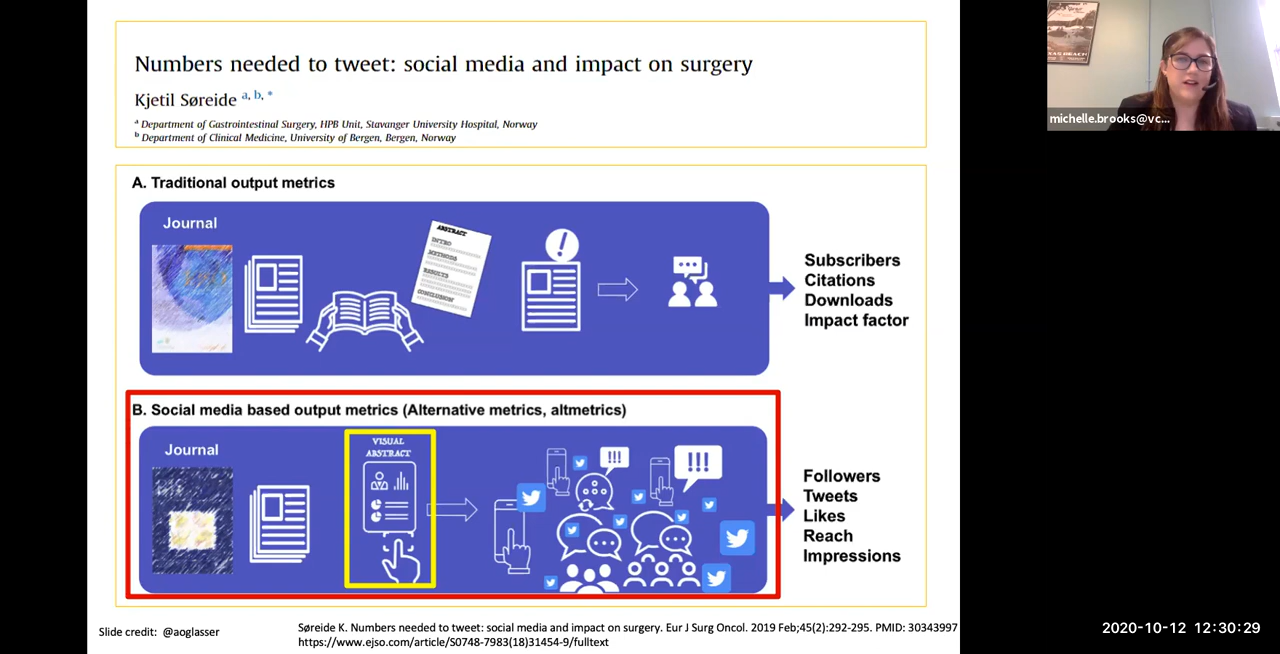 Numbers needed to tweet: social media and impact on surgery
Kjetil Søreide a, b, *
a Department of Gastrointestinal Surgery, HPB Unit, Stavanger University Hospital, Norway
b Department of Clinical Medicine, University of Bergen, Bergen, Norway
A. Traditional output metrics
Journal
ABSTRACT
INTRO
METHODS
RESULTS
CONCLUSION
!
Subscribers
Citations
Downloads
Impact factor
B. Social media based output metrics (Alternative metrics, altmetrics)
Journal
VISUAL
ABSTRACT
!!!
!!!
Followers
Tweets
Likes
Reach
Impressions
Slide credit: @aoglasser
Søreide K. Numbers needed to tweet: social media and impact on surgery. Eur J Surg Oncol. 2019 Feb;45(2):292-295. PMID: 30343997
https://www.ejso.com/article/S0748-7983(18)31454-9/fulltext
michelle.brooks@vc...
2020-10-12 12:30:29